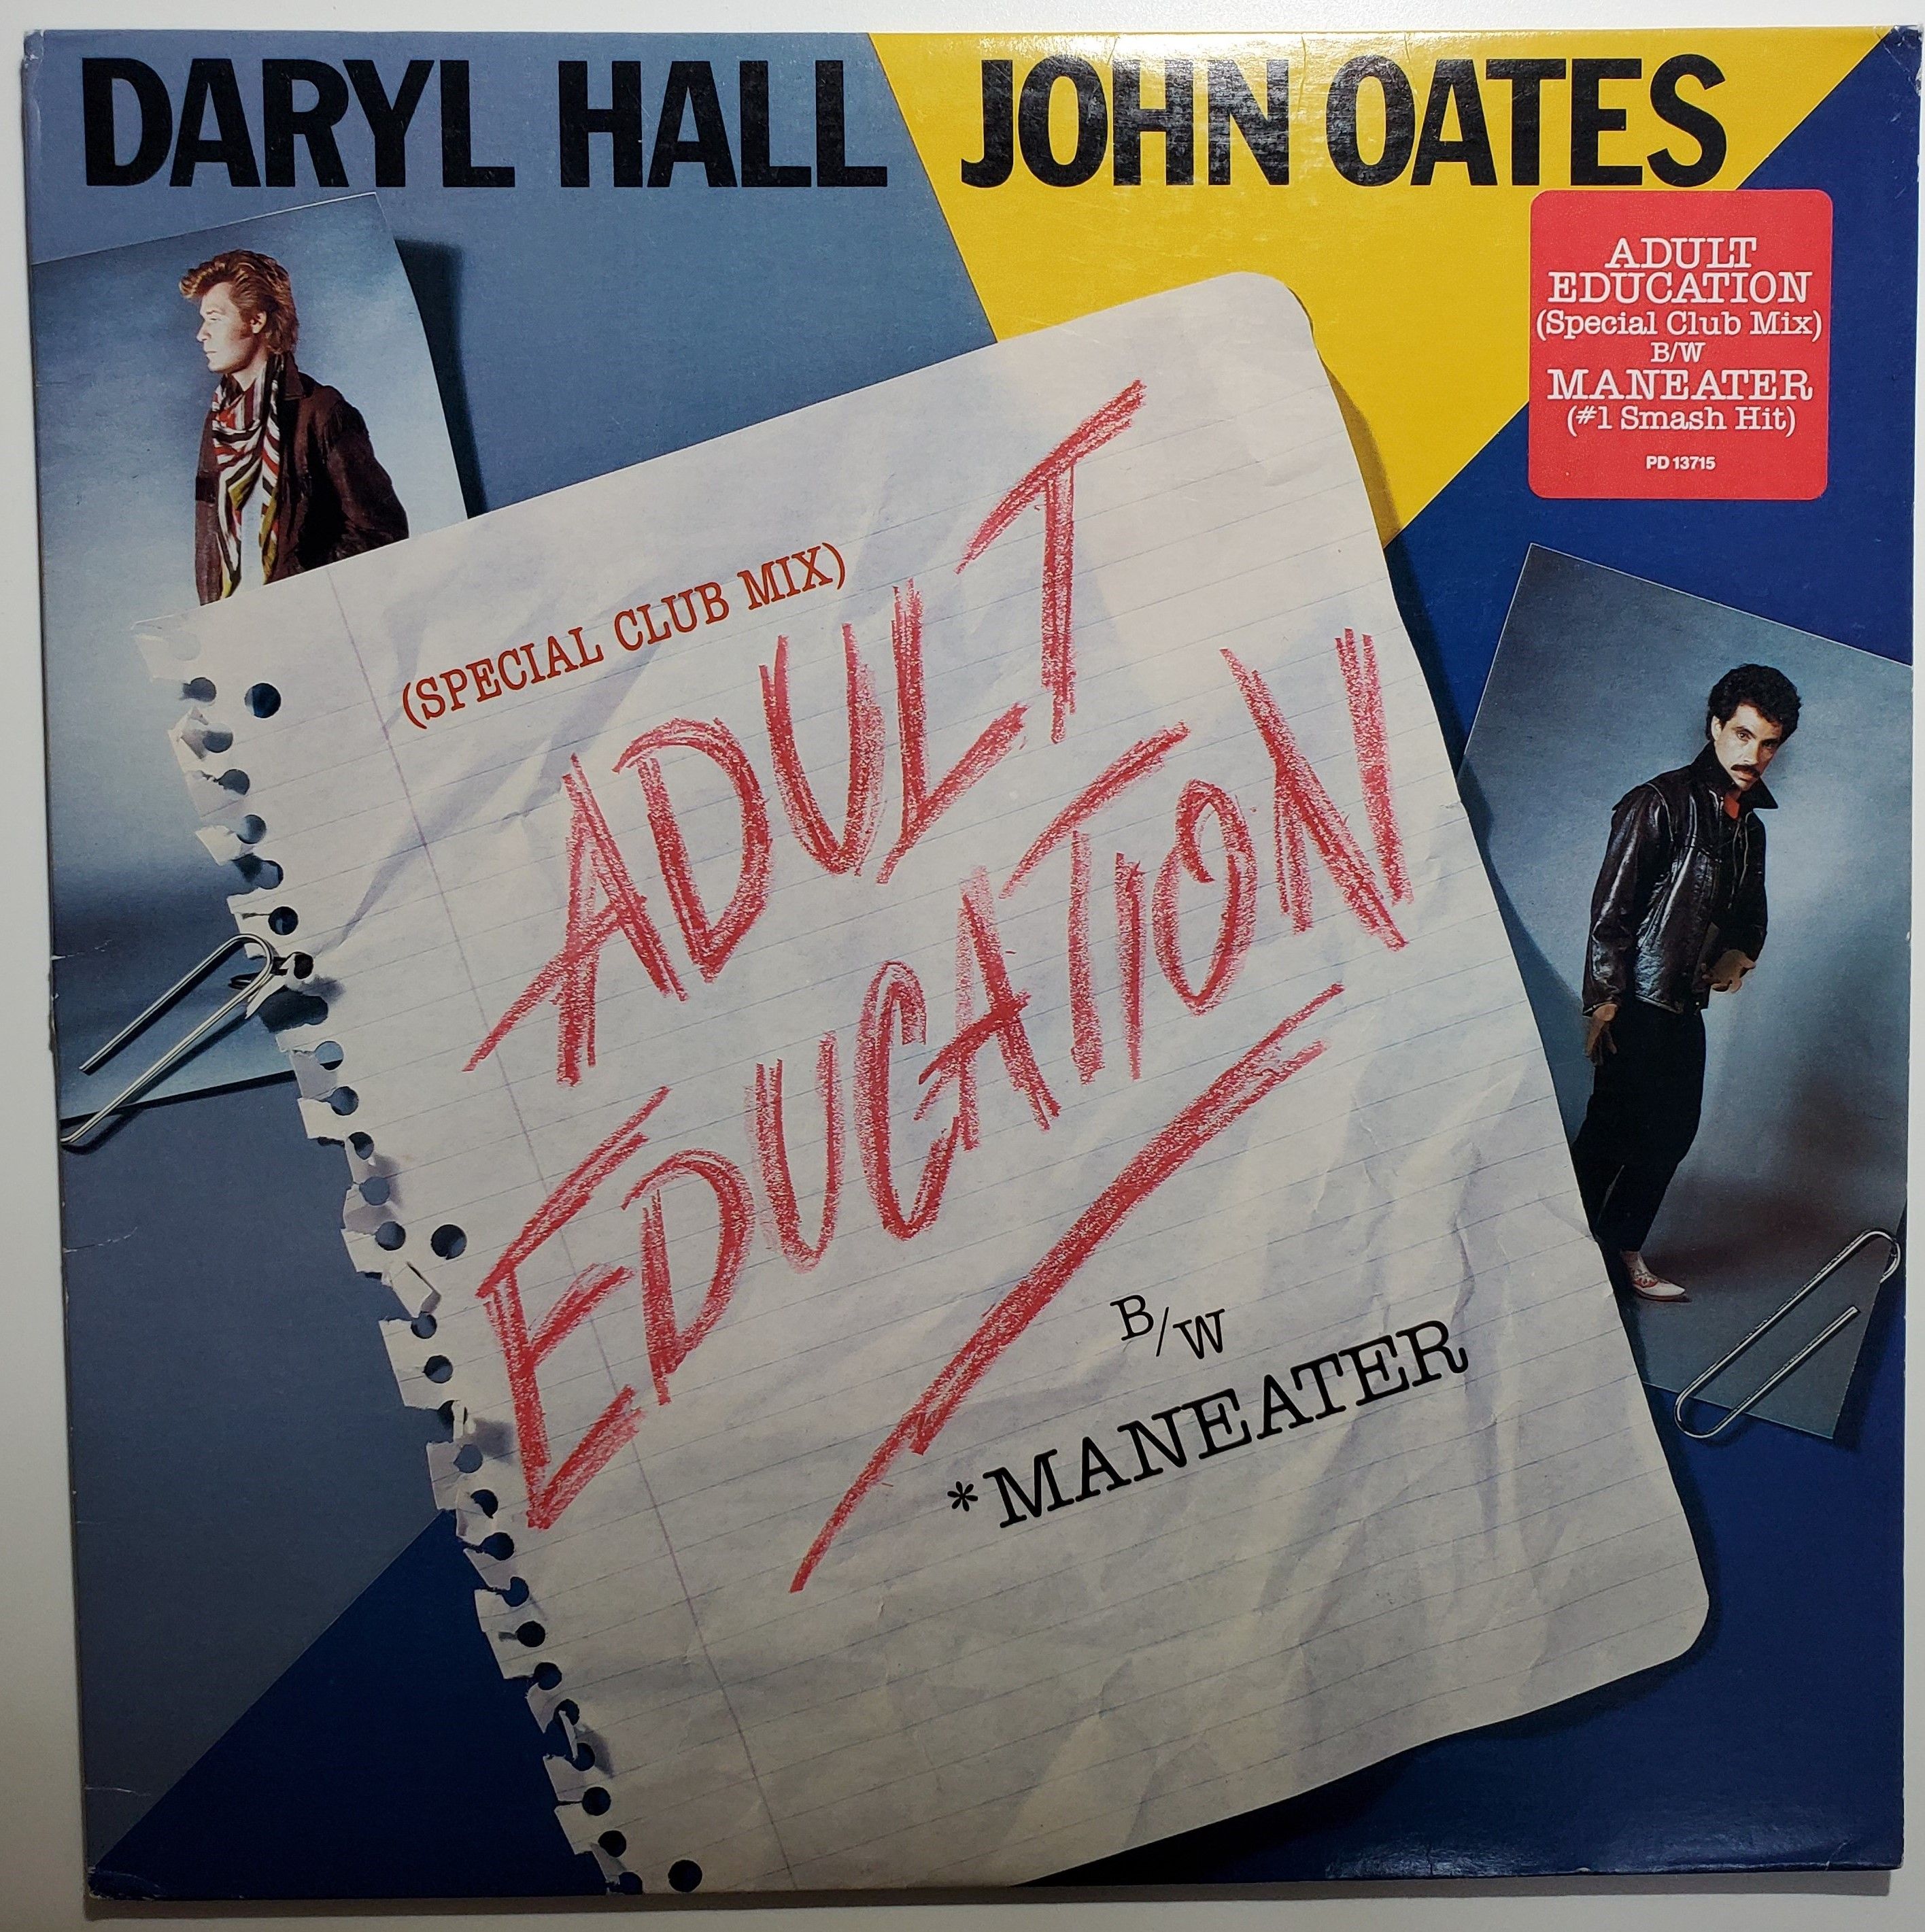 DARYL HALL JOHN OATES
ADULT
EDUCATION
(Special Club Mix)
B/W
MANEATER
(#1 Smash Hit)
PD 13715
(SPECIAL CLUB MIX)
ADULT
EDUCATION
B/W
*MANEATER